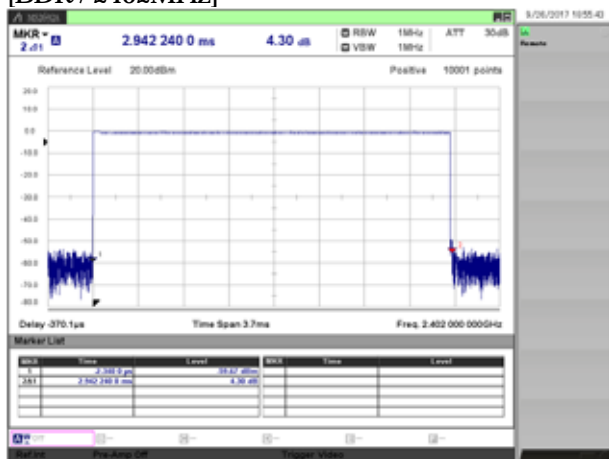 [BDR / 2402MHz]
9/26/2017 10:55:43
MKR 2.942 240 0 ms 4.30 dB RBW 1MHz ATT 30dB
2 Δ1 VBW 1MHz
Remote
Reference Level 20.00dBm Positive 10001 points
20.0
10.0
0.0
-10.0
-20.0
-30.0
-40.0
-50.0
-60.0
-70.0
-80.0
Delay -370.1µs Time Span 3.7ms Freq. 2.402 000 000GHz
Marker List
MKR Time Level MKR Time Level
1 2.340 0 µs
2Δ1 2.942 240 0 ms 4.30 dB
Ref.Int Pre-Amp Off Trigger Video